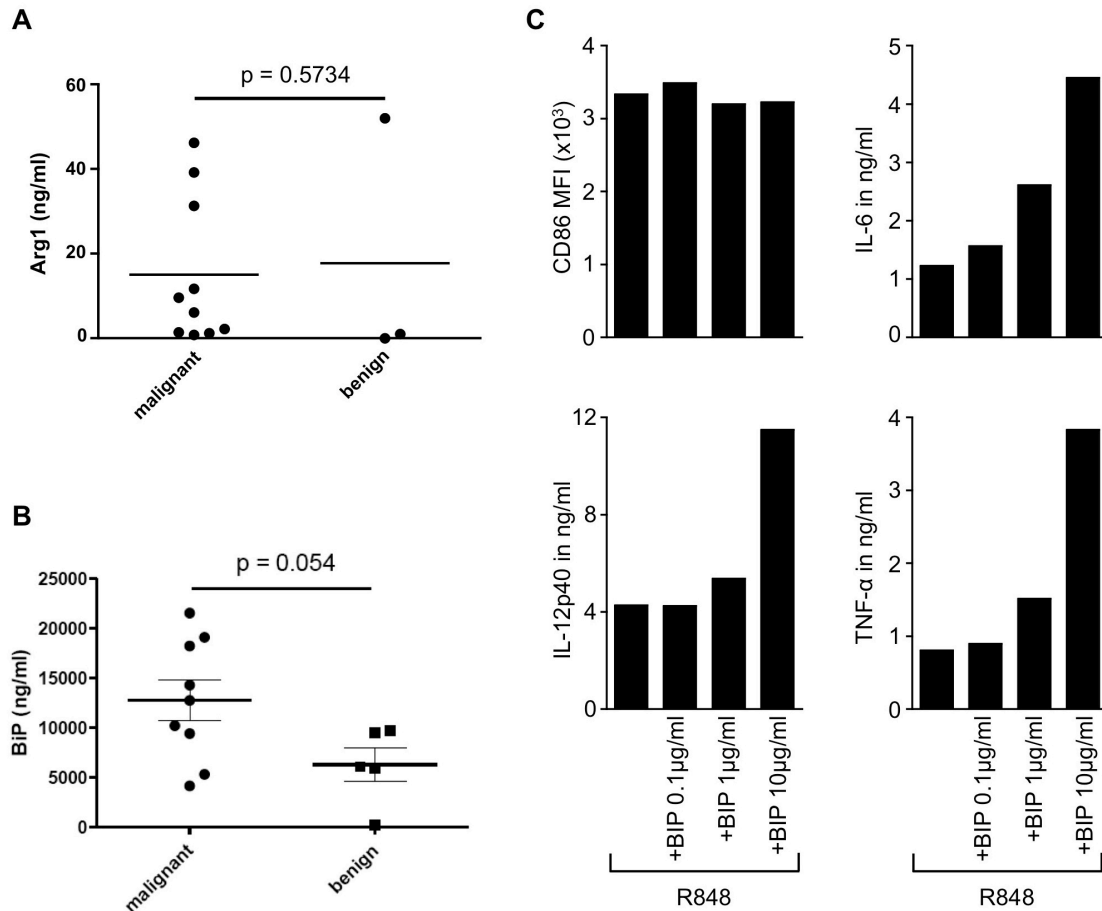 A
p = 0.5734
60
40
20
0
Arg1 (ng/ml)
malignant
benign
B
p = 0.054
25000
20000
15000
10000
5000
0
BiP (ng/ml)
malignant
benign
C
4
3
2
1
0
CD86 MFI (x10³)
5
4
3
2
1
0
IL-6 in ng/ml
12
8
4
0
IL-12p40 in ng/ml
+BIP 0.1µg/ml
+BIP 1µg/ml
+BIP 10µg/ml
R848
4
3
2
1
0
TNF-α in ng/ml
+BIP 0.1µg/ml
+BIP 1µg/ml
+BIP 10µg/ml
R848